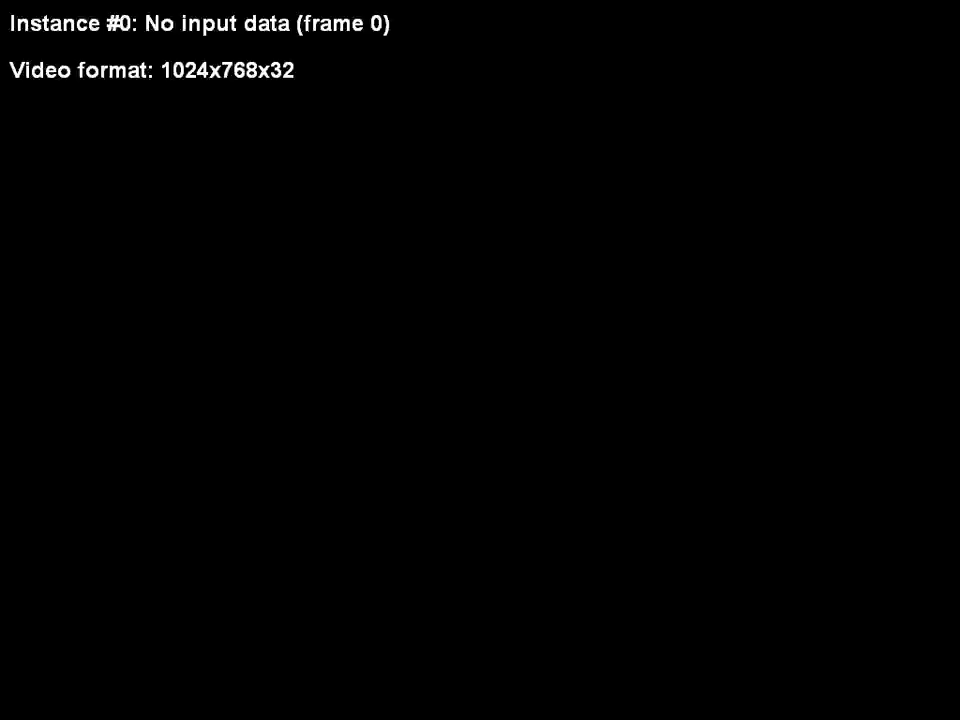 Instance #0: No input data (frame 0)
Video format: 1024x768x32